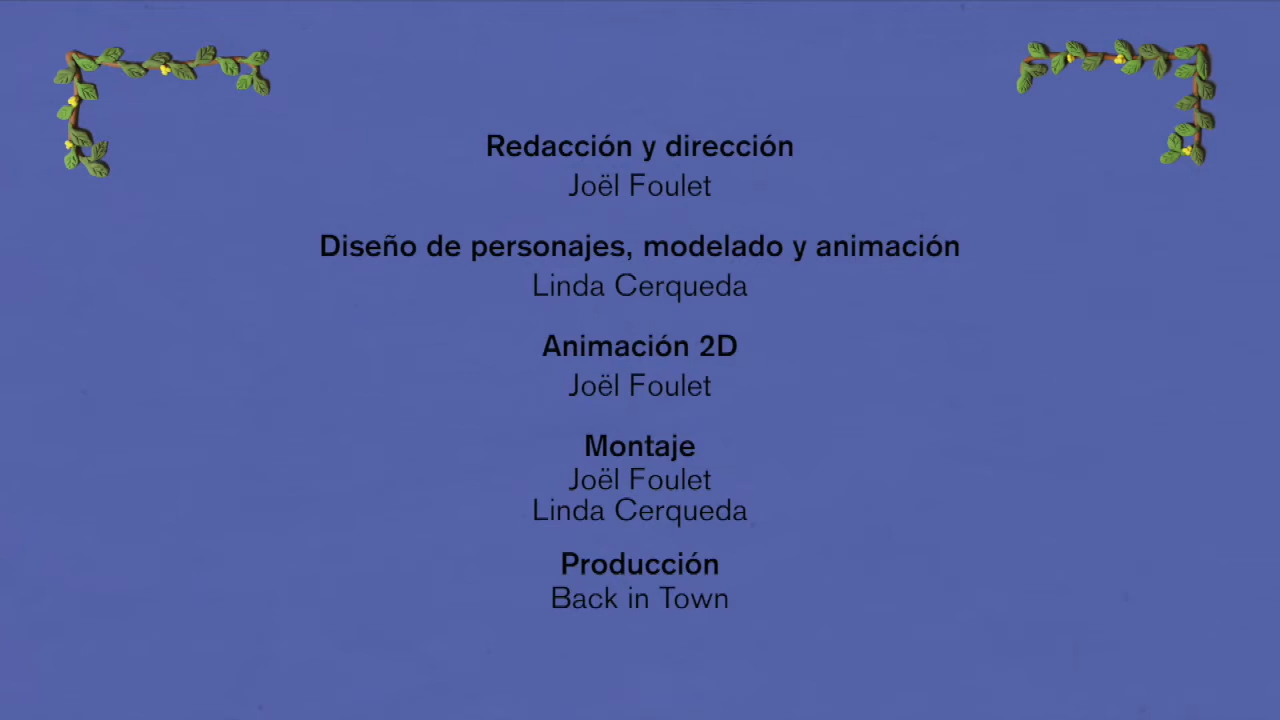 Redacción y dirección
Joël Foulet
Diseño de personajes, modelado y animación
Linda Cerqueda
Animación 2D
Joël Foulet
Montaje
Joël Foulet
Linda Cerqueda
Producción
Back in Town